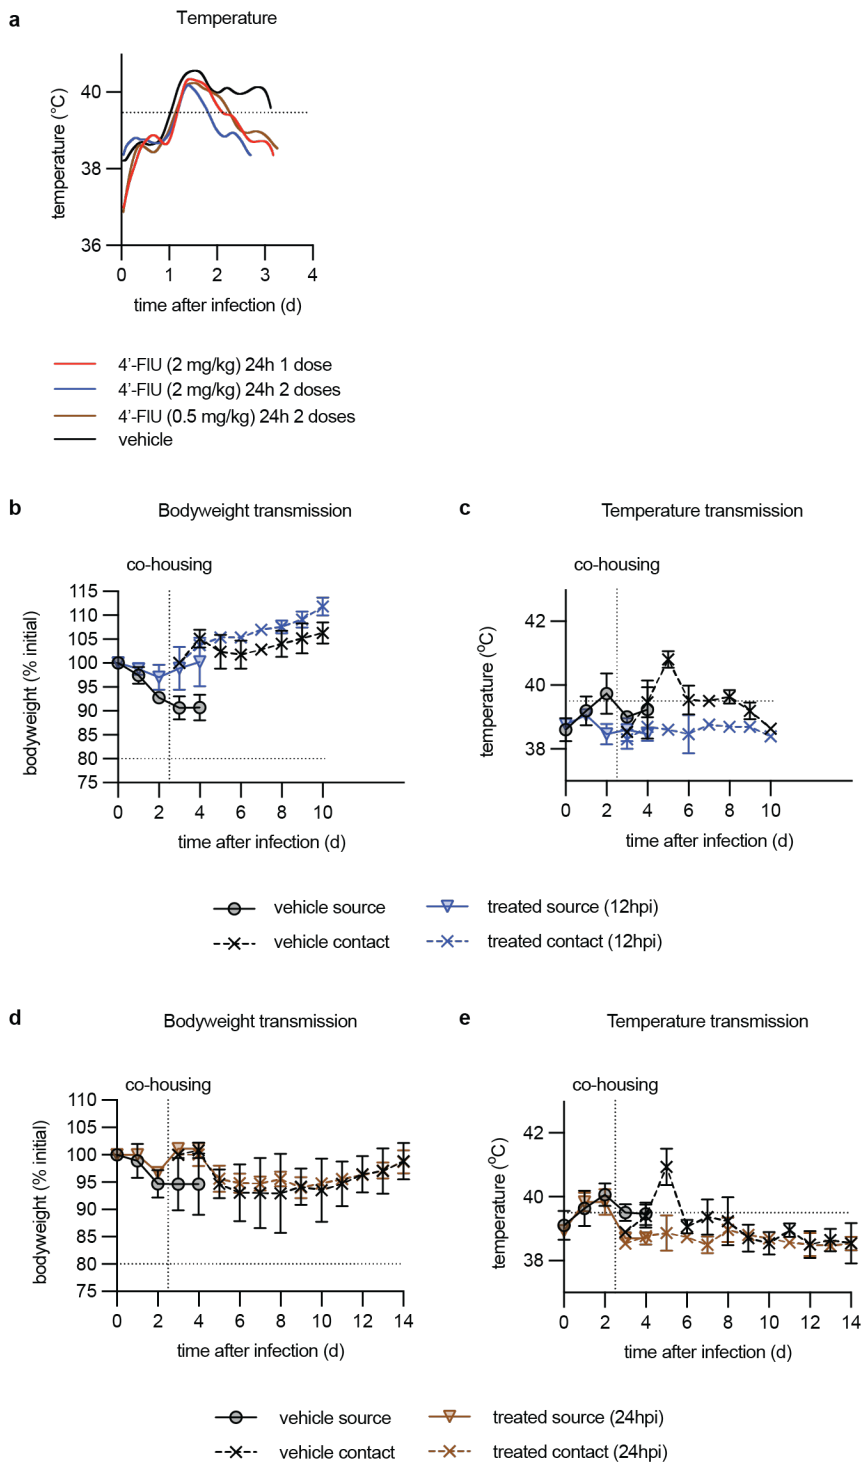 a
Temperature
temperature (°C)
40
38
36
0 1 2 3 4
time after infection (d)
4'-FlU (2 mg/kg) 24h 1 dose
4'-FlU (2 mg/kg) 24h 2 doses
4'-FlU (0.5 mg/kg) 24h 2 doses
vehicle
b
Bodyweight transmission
co-housing
bodyweight (% initial)
115
110
105
100
95
90
85
80
75
0 2 4 6 8 10
time after infection (d)
c
Temperature transmission
co-housing
temperature (°C)
42
40
38
0 2 4 6 8 10
time after infection (d)
vehicle source
treated source (12hpi)
vehicle contact
treated contact (12hpi)
d
Bodyweight transmission
co-housing
bodyweight (% initial)
110
105
100
95
90
85
80
75
0 2 4 6 8 10 12 14
time after infection (d)
e
Temperature transmission
co-housing
temperature (°C)
42
40
38
0 2 4 6 8 10 12 14
time after infection (d)
vehicle source
treated source (24hpi)
vehicle contact
treated contact (24hpi)